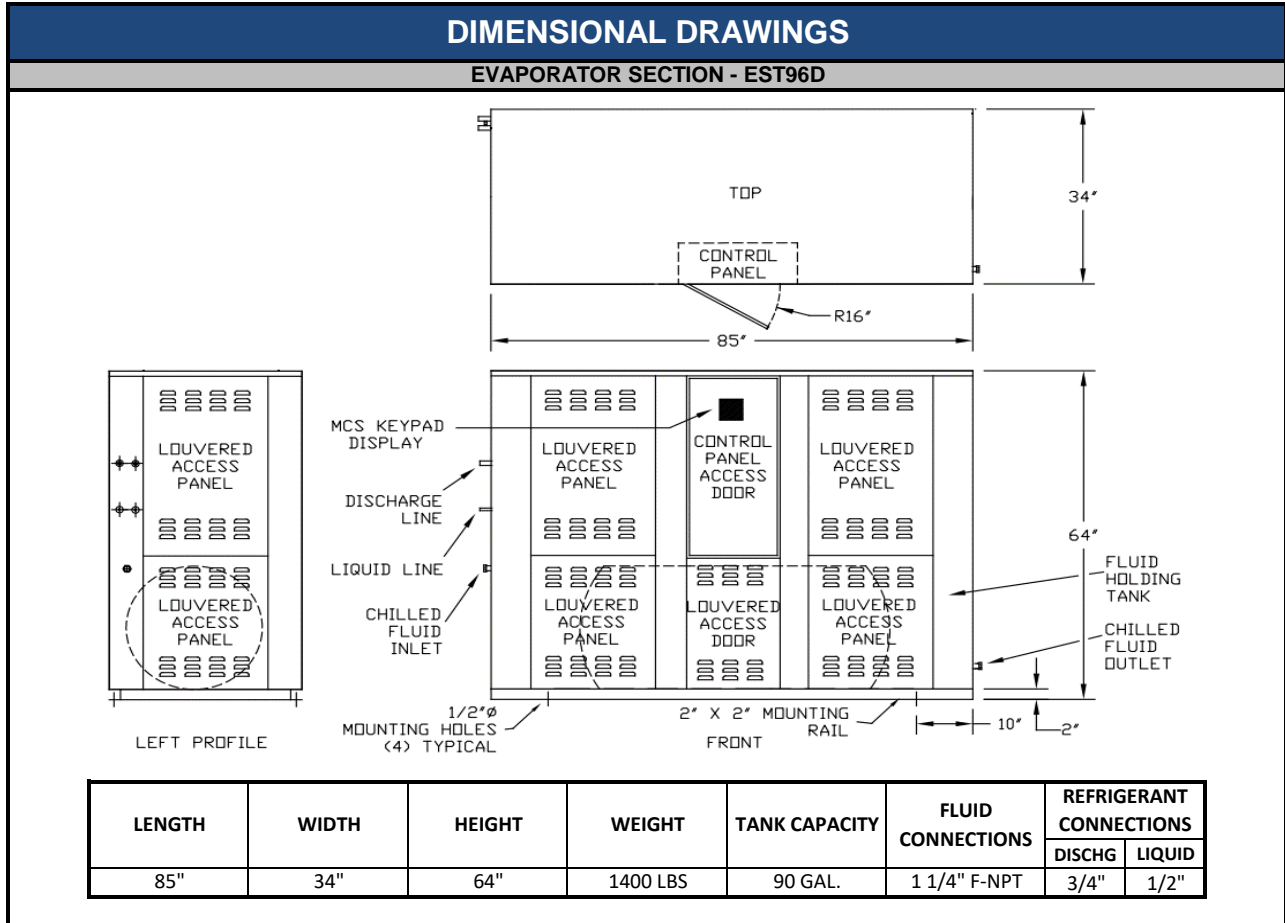 DIMENSIONAL DRAWINGS
EVAPORATOR SECTION - EST96D
TOP
34"
CONTROL
PANEL
R16"
85"
LOUVERED
ACCESS
PANEL
LOUVERED
ACCESS
PANEL
LEFT PROFILE
MCS KEYPAD
DISPLAY
DISCHARGE
LINE
LIQUID LINE
CHILLED
FLUID
INLET
LOUVERED
ACCESS
PANEL
CONTROL
PANEL
ACCESS
DOOR
LOUVERED
ACCESS
PANEL
LOUVERED
ACCESS
PANEL
LOUVERED
ACCESS
DOOR
LOUVERED
ACCESS
PANEL
64"
FLUID
HOLDING
TANK
CHILLED
FLUID
OUTLET
1/2"Ø
MOUNTING HOLES
(4) TYPICAL
2" X 2" MOUNTING
RAIL
FRONT
10"
2"
LENGTH WIDTH HEIGHT WEIGHT TANK CAPACITY FLUID CONNECTIONS REFRIGERANT CONNECTIONS
DISCHG LIQUID
85" 34" 64" 1400 LBS 90 GAL. 1 1/4" F-NPT 3/4" 1/2"